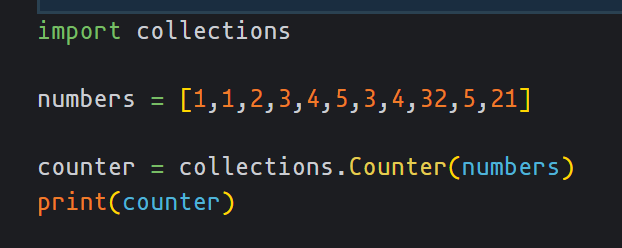 import collections
numbers = [1,1,2,3,4,5,3,4,32,5,21]
counter = collections.Counter(numbers)
print(counter)